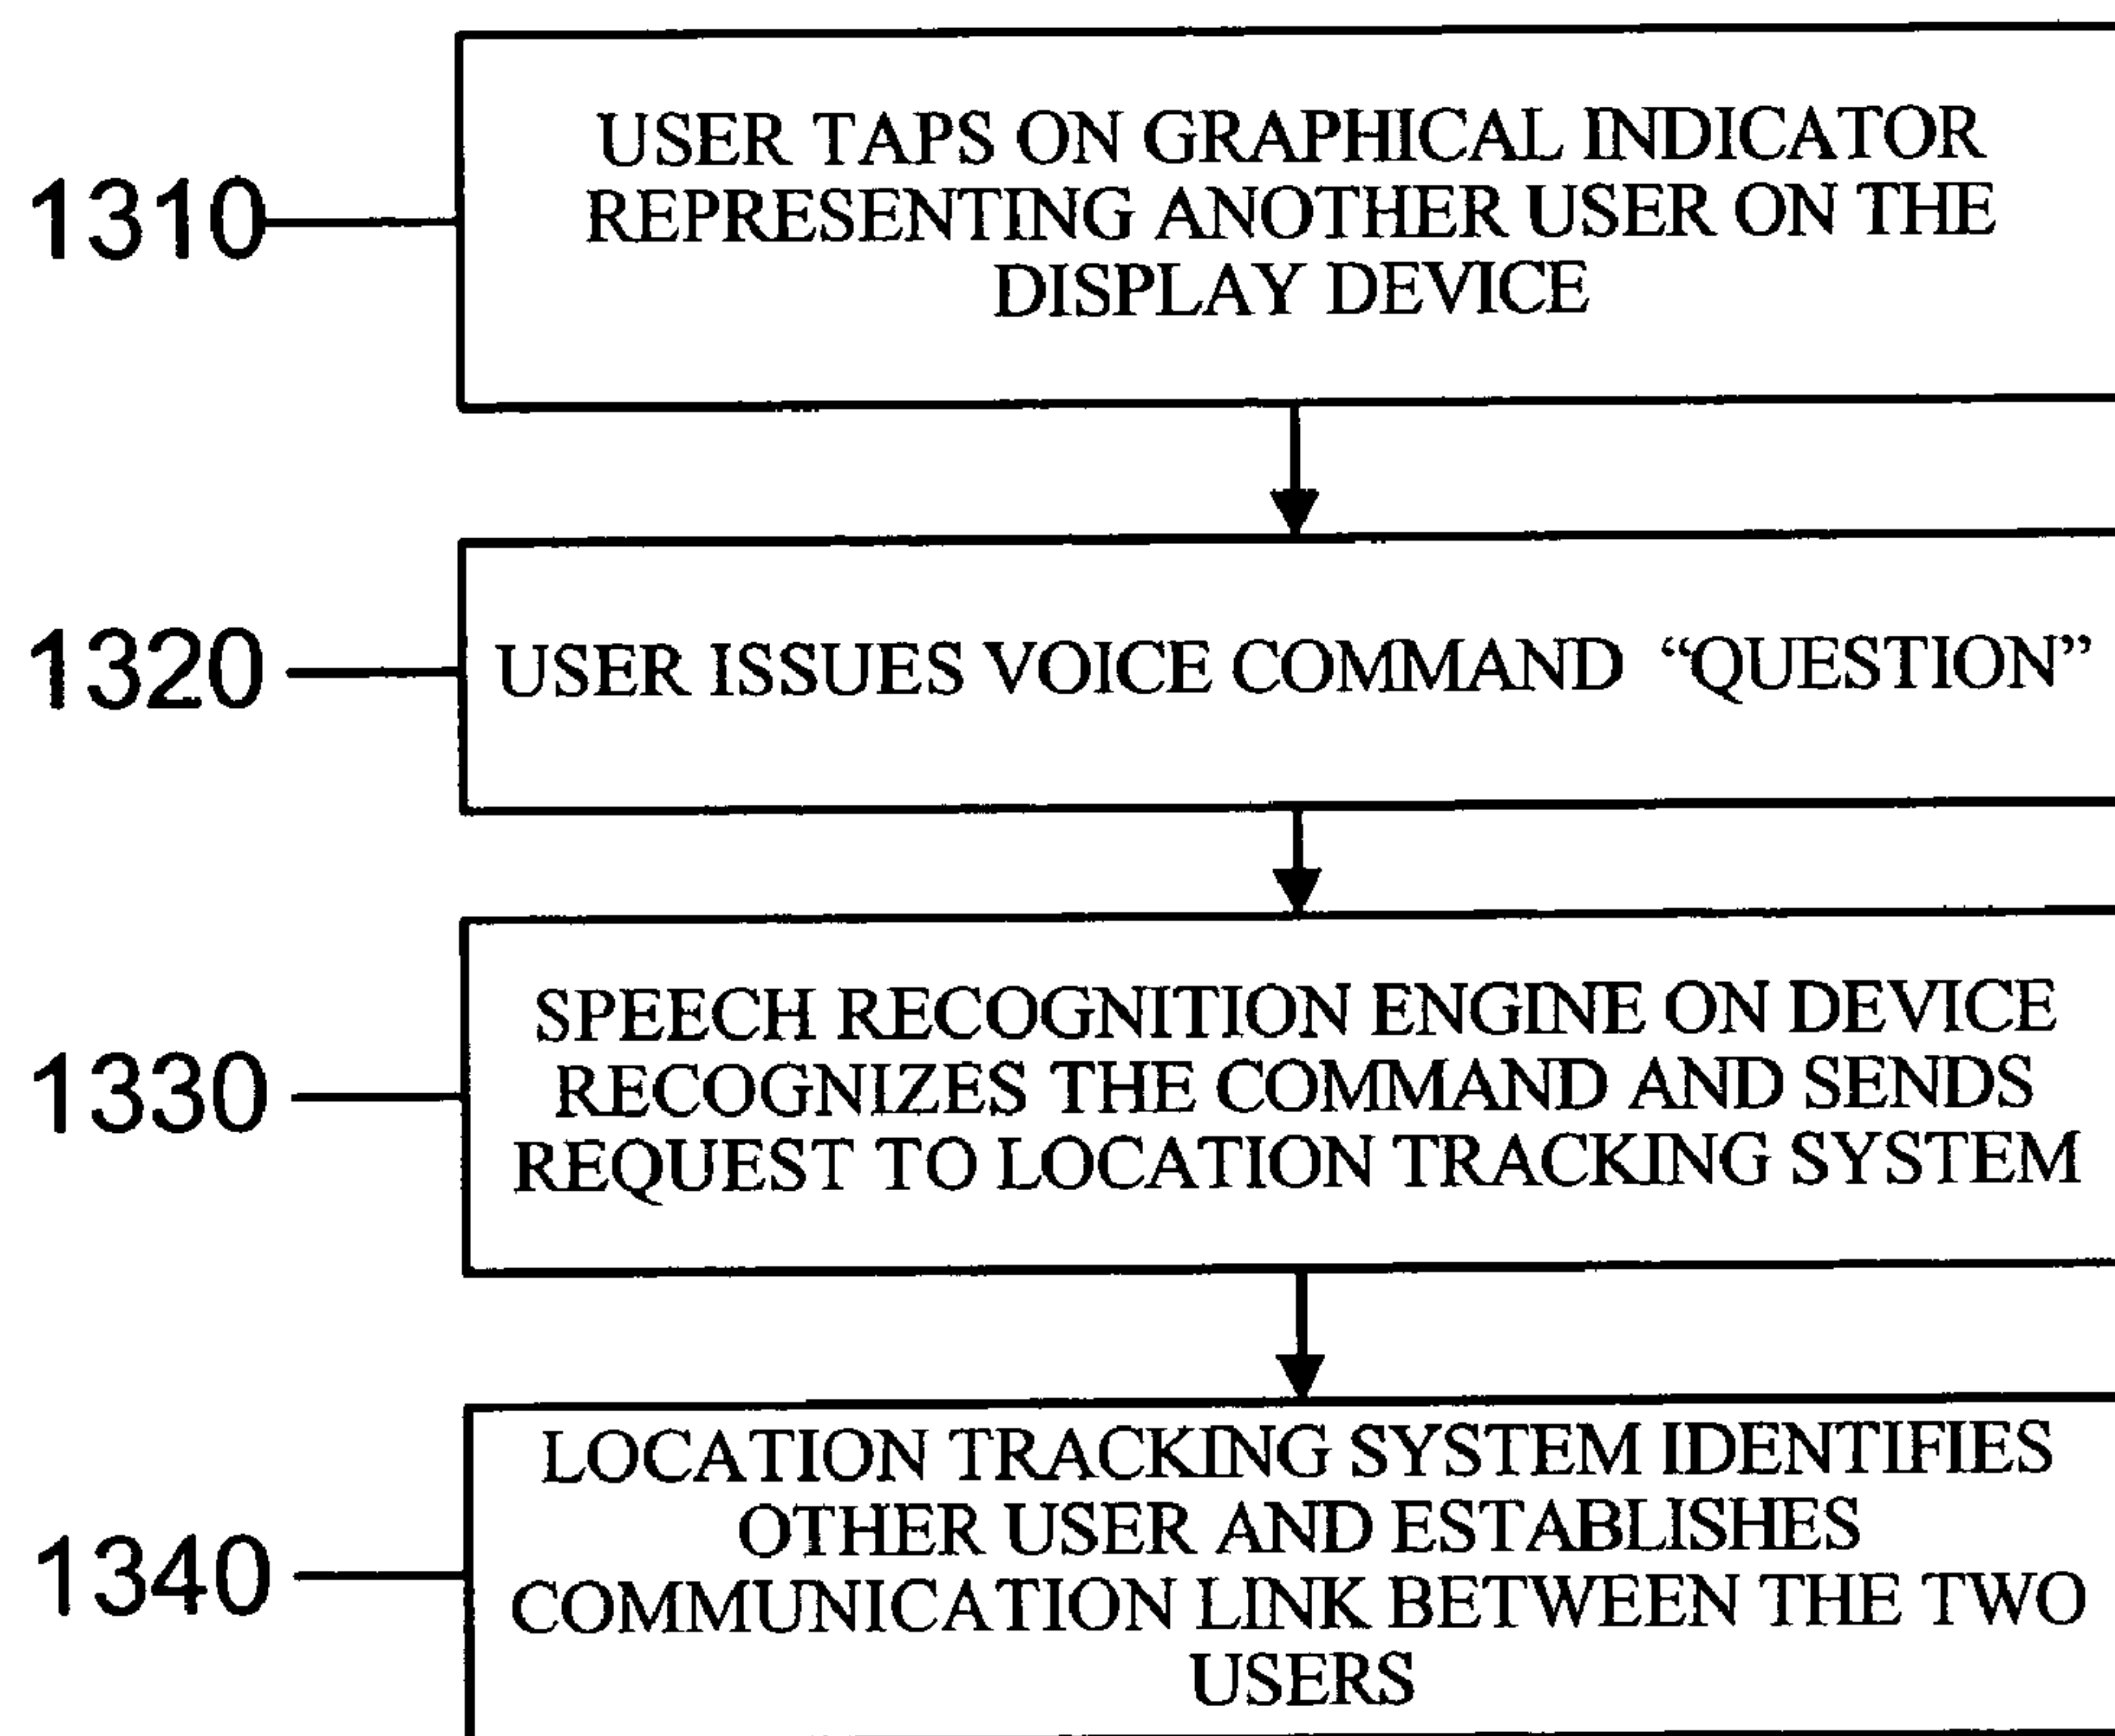 USER TAPS ON GRAPHICAL INDICATOR
REPRESENTING ANOTHER USER ON THE
DISPLAY DEVICE
1310
USER ISSUES VOICE COMMAND “QUESTION”
1320
SPEECH RECOGNITION ENGINE ON DEVICE
RECOGNIZES THE COMMAND AND SENDS
REQUEST TO LOCATION TRACKING SYSTEM
1330
LOCATION TRACKING SYSTEM IDENTIFIES
OTHER USER AND ESTABLISHES
COMMUNICATION LINK BETWEEN THE TWO
USERS
1340